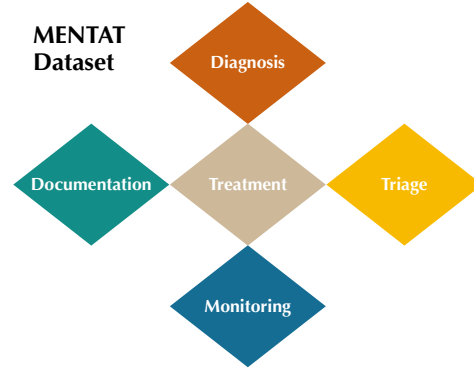 MENTAT
Dataset
Diagnosis
Documentation
Treatment
Triage
Monitoring